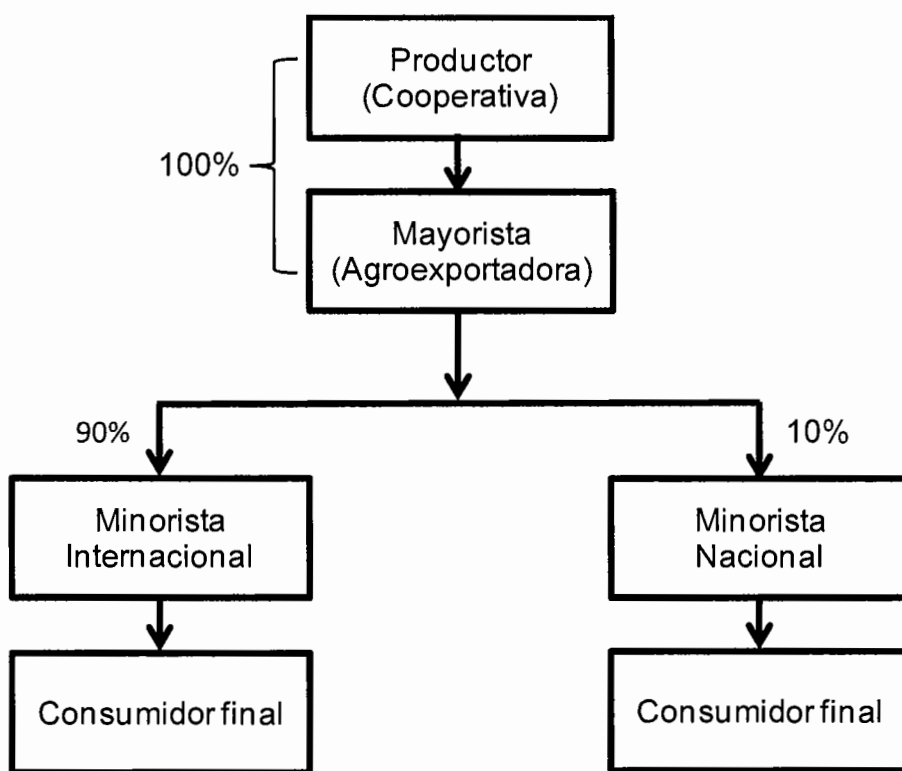 Productor
(Cooperativa)
100%
Mayorista
(Agroexportadora)
90%
10%
Minorista
Internacional
Minorista
Nacional
Consumidor final
Consumidor final